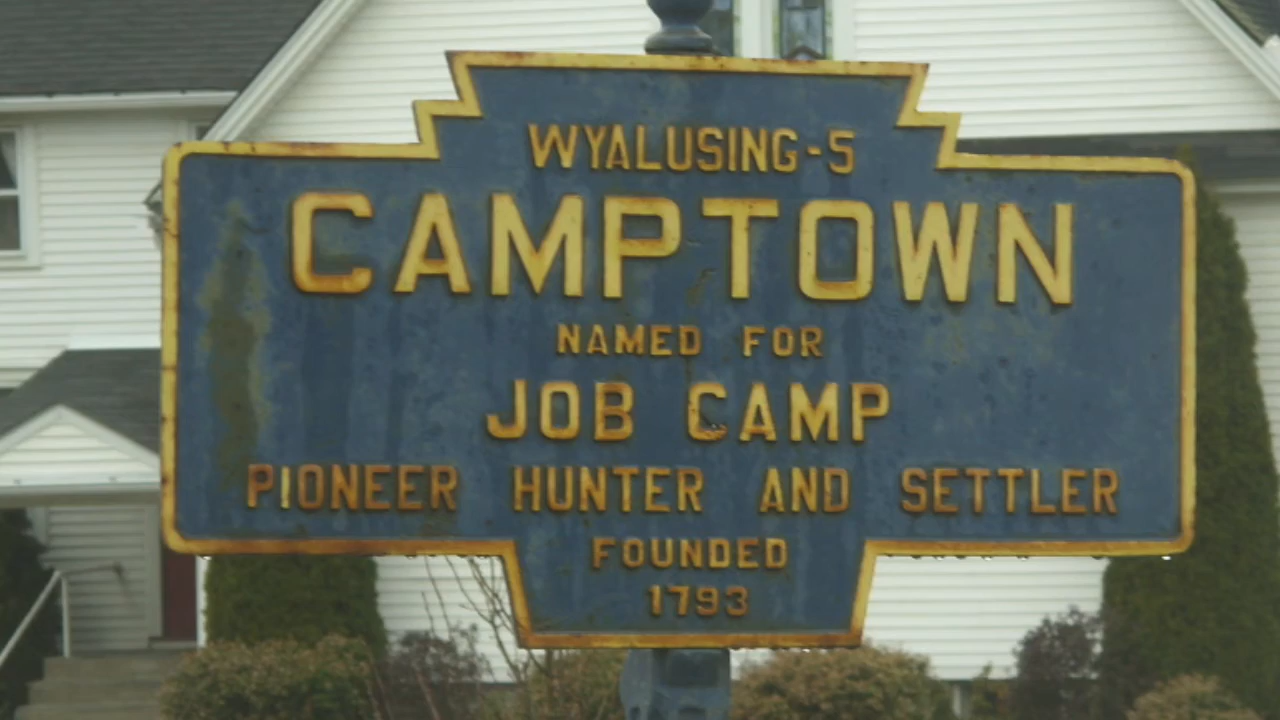 WYALUSING-5
CAMPTOWN
NAMED FOR
JOB CAMP
PIONEER HUNTER AND SETTLER
FOUNDED
1793